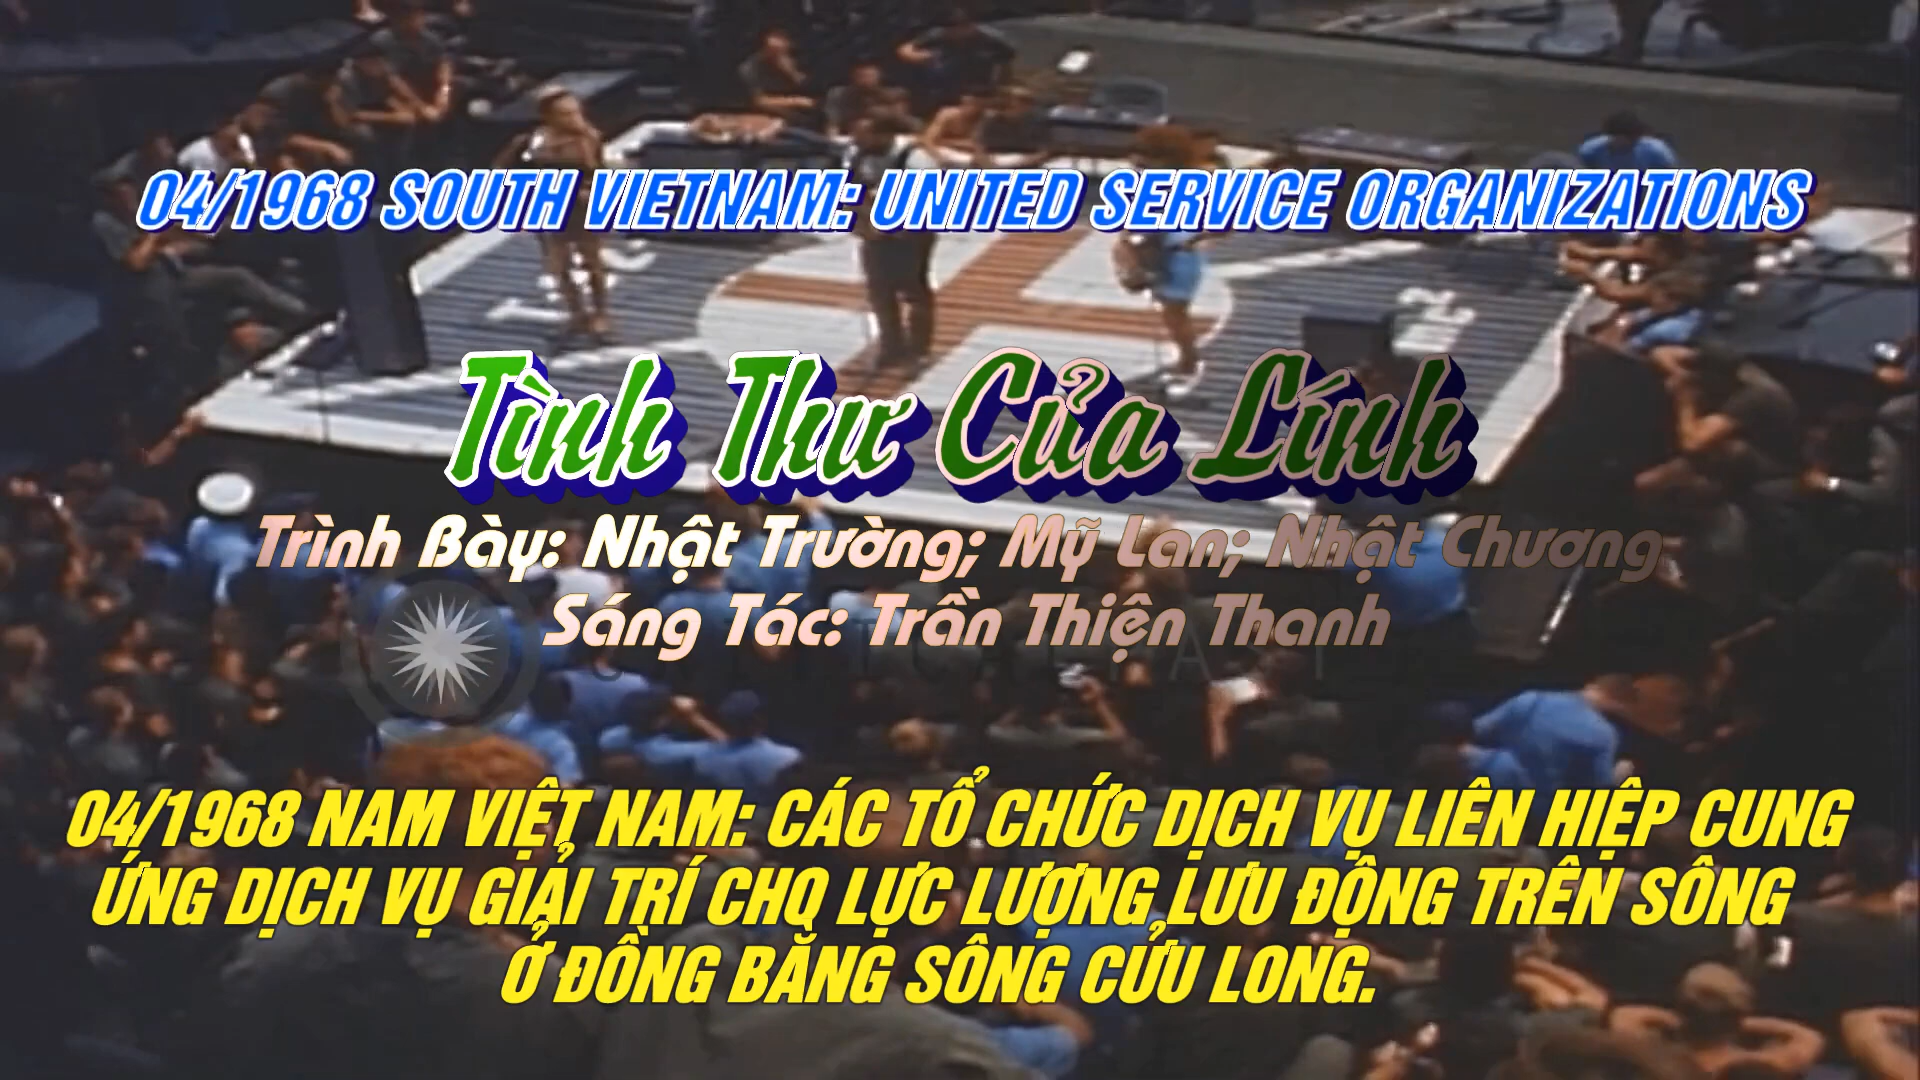 04/1968 SOUTH VIETNAM: UNITED SERVICE ORGANIZATIONS
Tình Thư Của Lính
Trình Bày: Nhật Trường; Mỹ Lan; Nhật Chương
Sáng Tác: Trần Thiện Thanh
04/1968 NAM VIỆT NAM: CÁC TỔ CHỨC DỊCH VỤ LIÊN HIỆP CUNG
ỨNG DỊCH VỤ GIẢI TRÍ CHO LỰC LƯỢNG LƯU ĐỘNG TRÊN SÔNG
Ở ĐỒNG BẰNG SÔNG CỬU LONG.